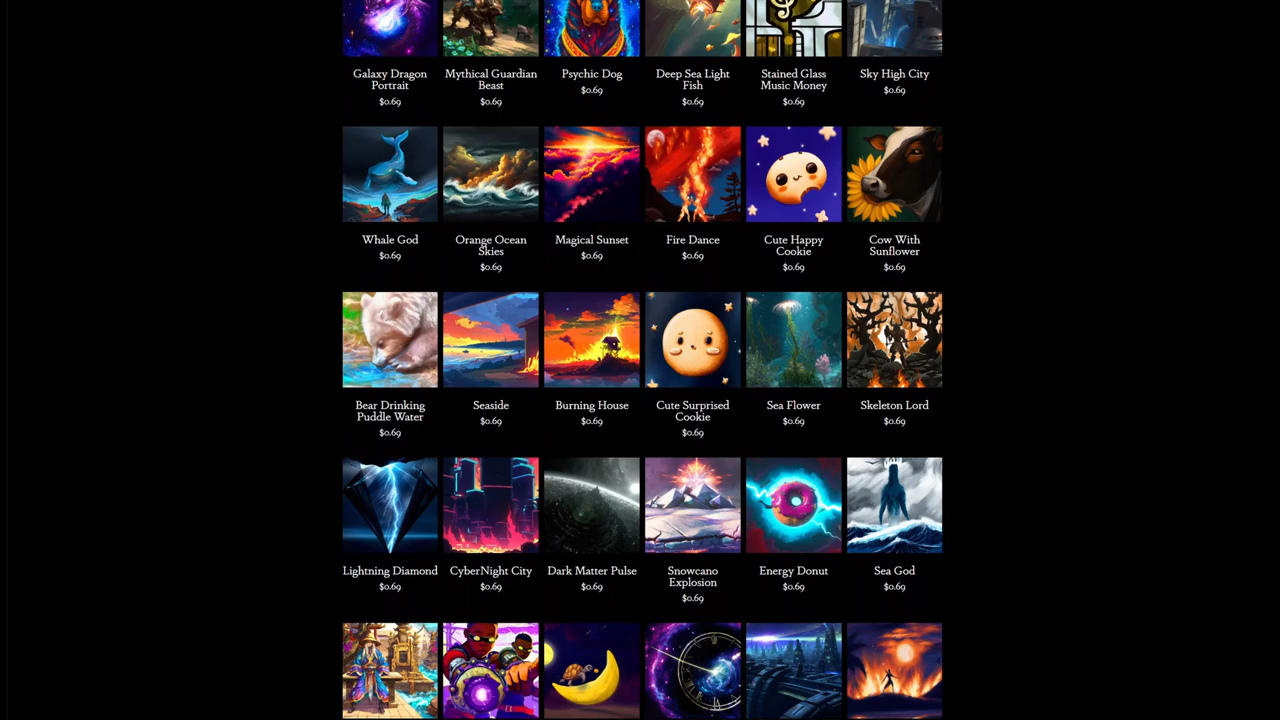 Galaxy Dragon
Portrait
$0.69
Mythical Guardian
Beast
$0.69
Psychic Dog
$0.69
Deep Sea Light
Fish
$0.69
Stained Glass
Music Money
$0.69
Sky High City
$0.69
Whale God
$0.69
Orange Ocean
Skies
$0.69
Magical Sunset
$0.69
Fire Dance
$0.69
Cute Happy
Cookie
$0.69
Cow With
Sunflower
$0.69
Bear Drinking
Puddle Water
$0.69
Seaside
$0.69
Burning House
$0.69
Cute Surprised
Cookie
$0.69
Sea Flower
$0.69
Skeleton Lord
$0.69
Lightning Diamond
$0.69
CyberNight City
$0.69
Dark Matter Pulse
$0.69
Snowcano
Explosion
$0.69
Energy Donut
$0.69
Sea God
$0.69